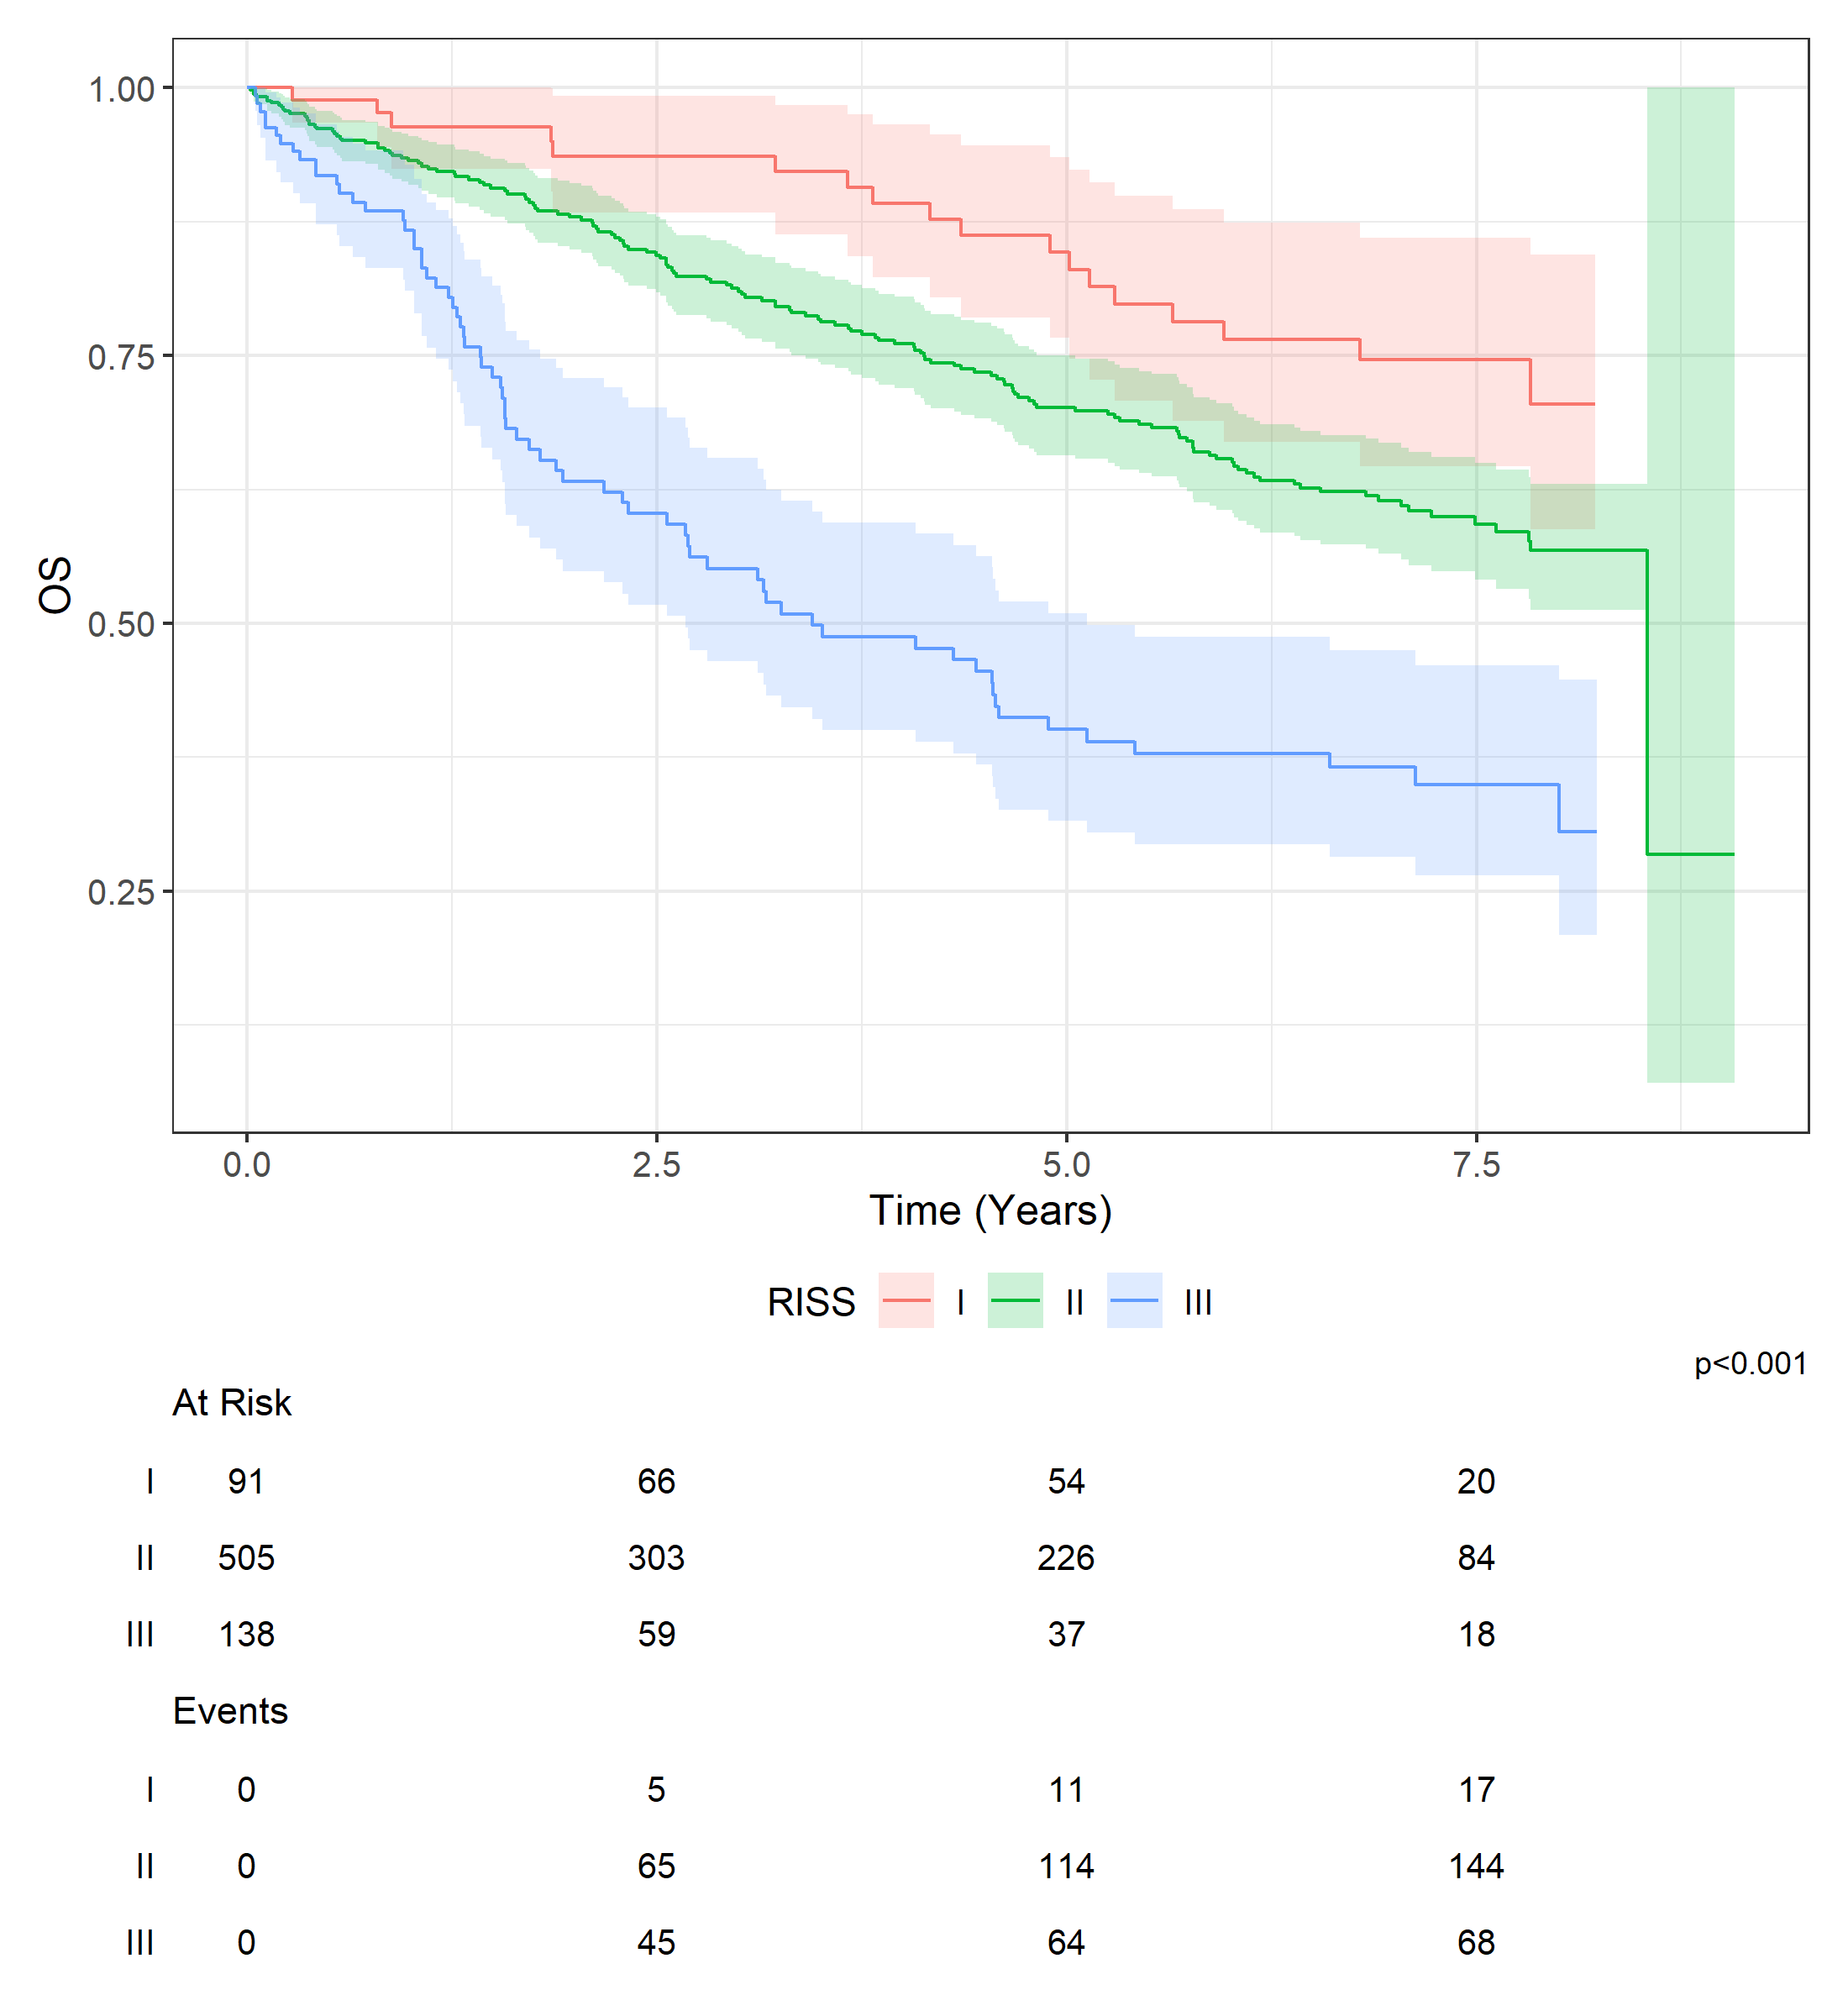 1.00
0.75
0.50
0.25
OS
0.0 2.5 5.0 7.5
Time (Years)
RISS I II III
p<0.001
At Risk
I 91 66 54 20
II 505 303 226 84
III 138 59 37 18
Events
I 0 5 11 17
II 0 65 114 144
III 0 45 64 68